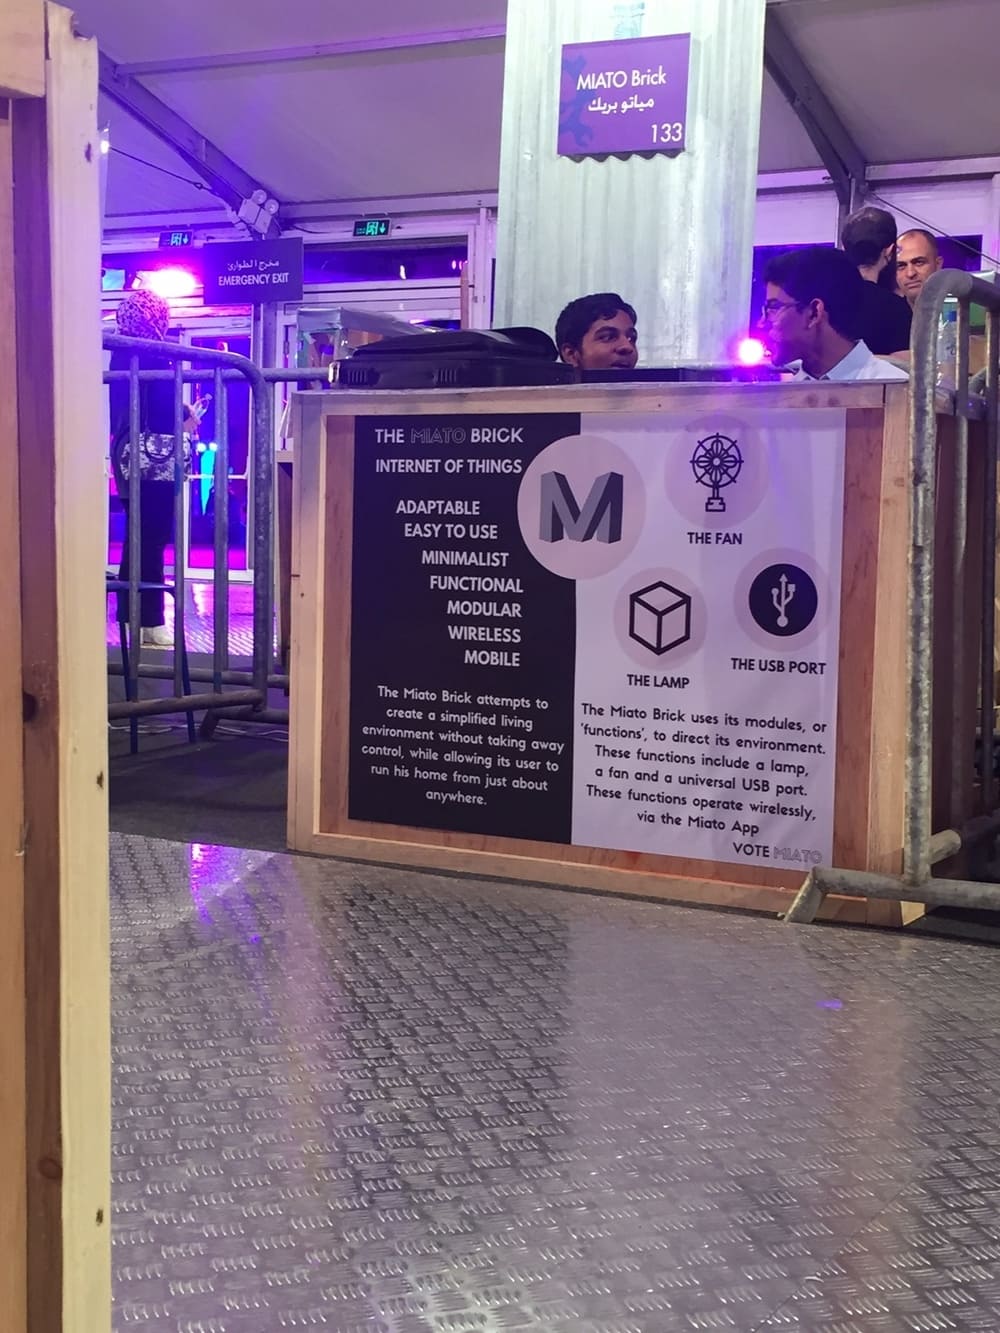 MIATO Brick
مياتو بريك
133
مخرج الطوارئ
EMERGENCY EXIT
THE MIATO BRICK
INTERNET OF THINGS
ADAPTABLE
EASY TO USE
MINIMALIST
FUNCTIONAL
MODULAR
WIRELESS
MOBILE
The Miato Brick attempts to
create a simplified living
environment without taking away
control, while allowing its user to
run his home from just about
anywhere.
M
THE FAN
THE LAMP
THE USB PORT
The Miato Brick uses its modules, or
'functions', to direct its environment.
These functions include a lamp,
a fan and a universal USB port.
These functions operate wirelessly,
via the Miato App
VOTE MIATO